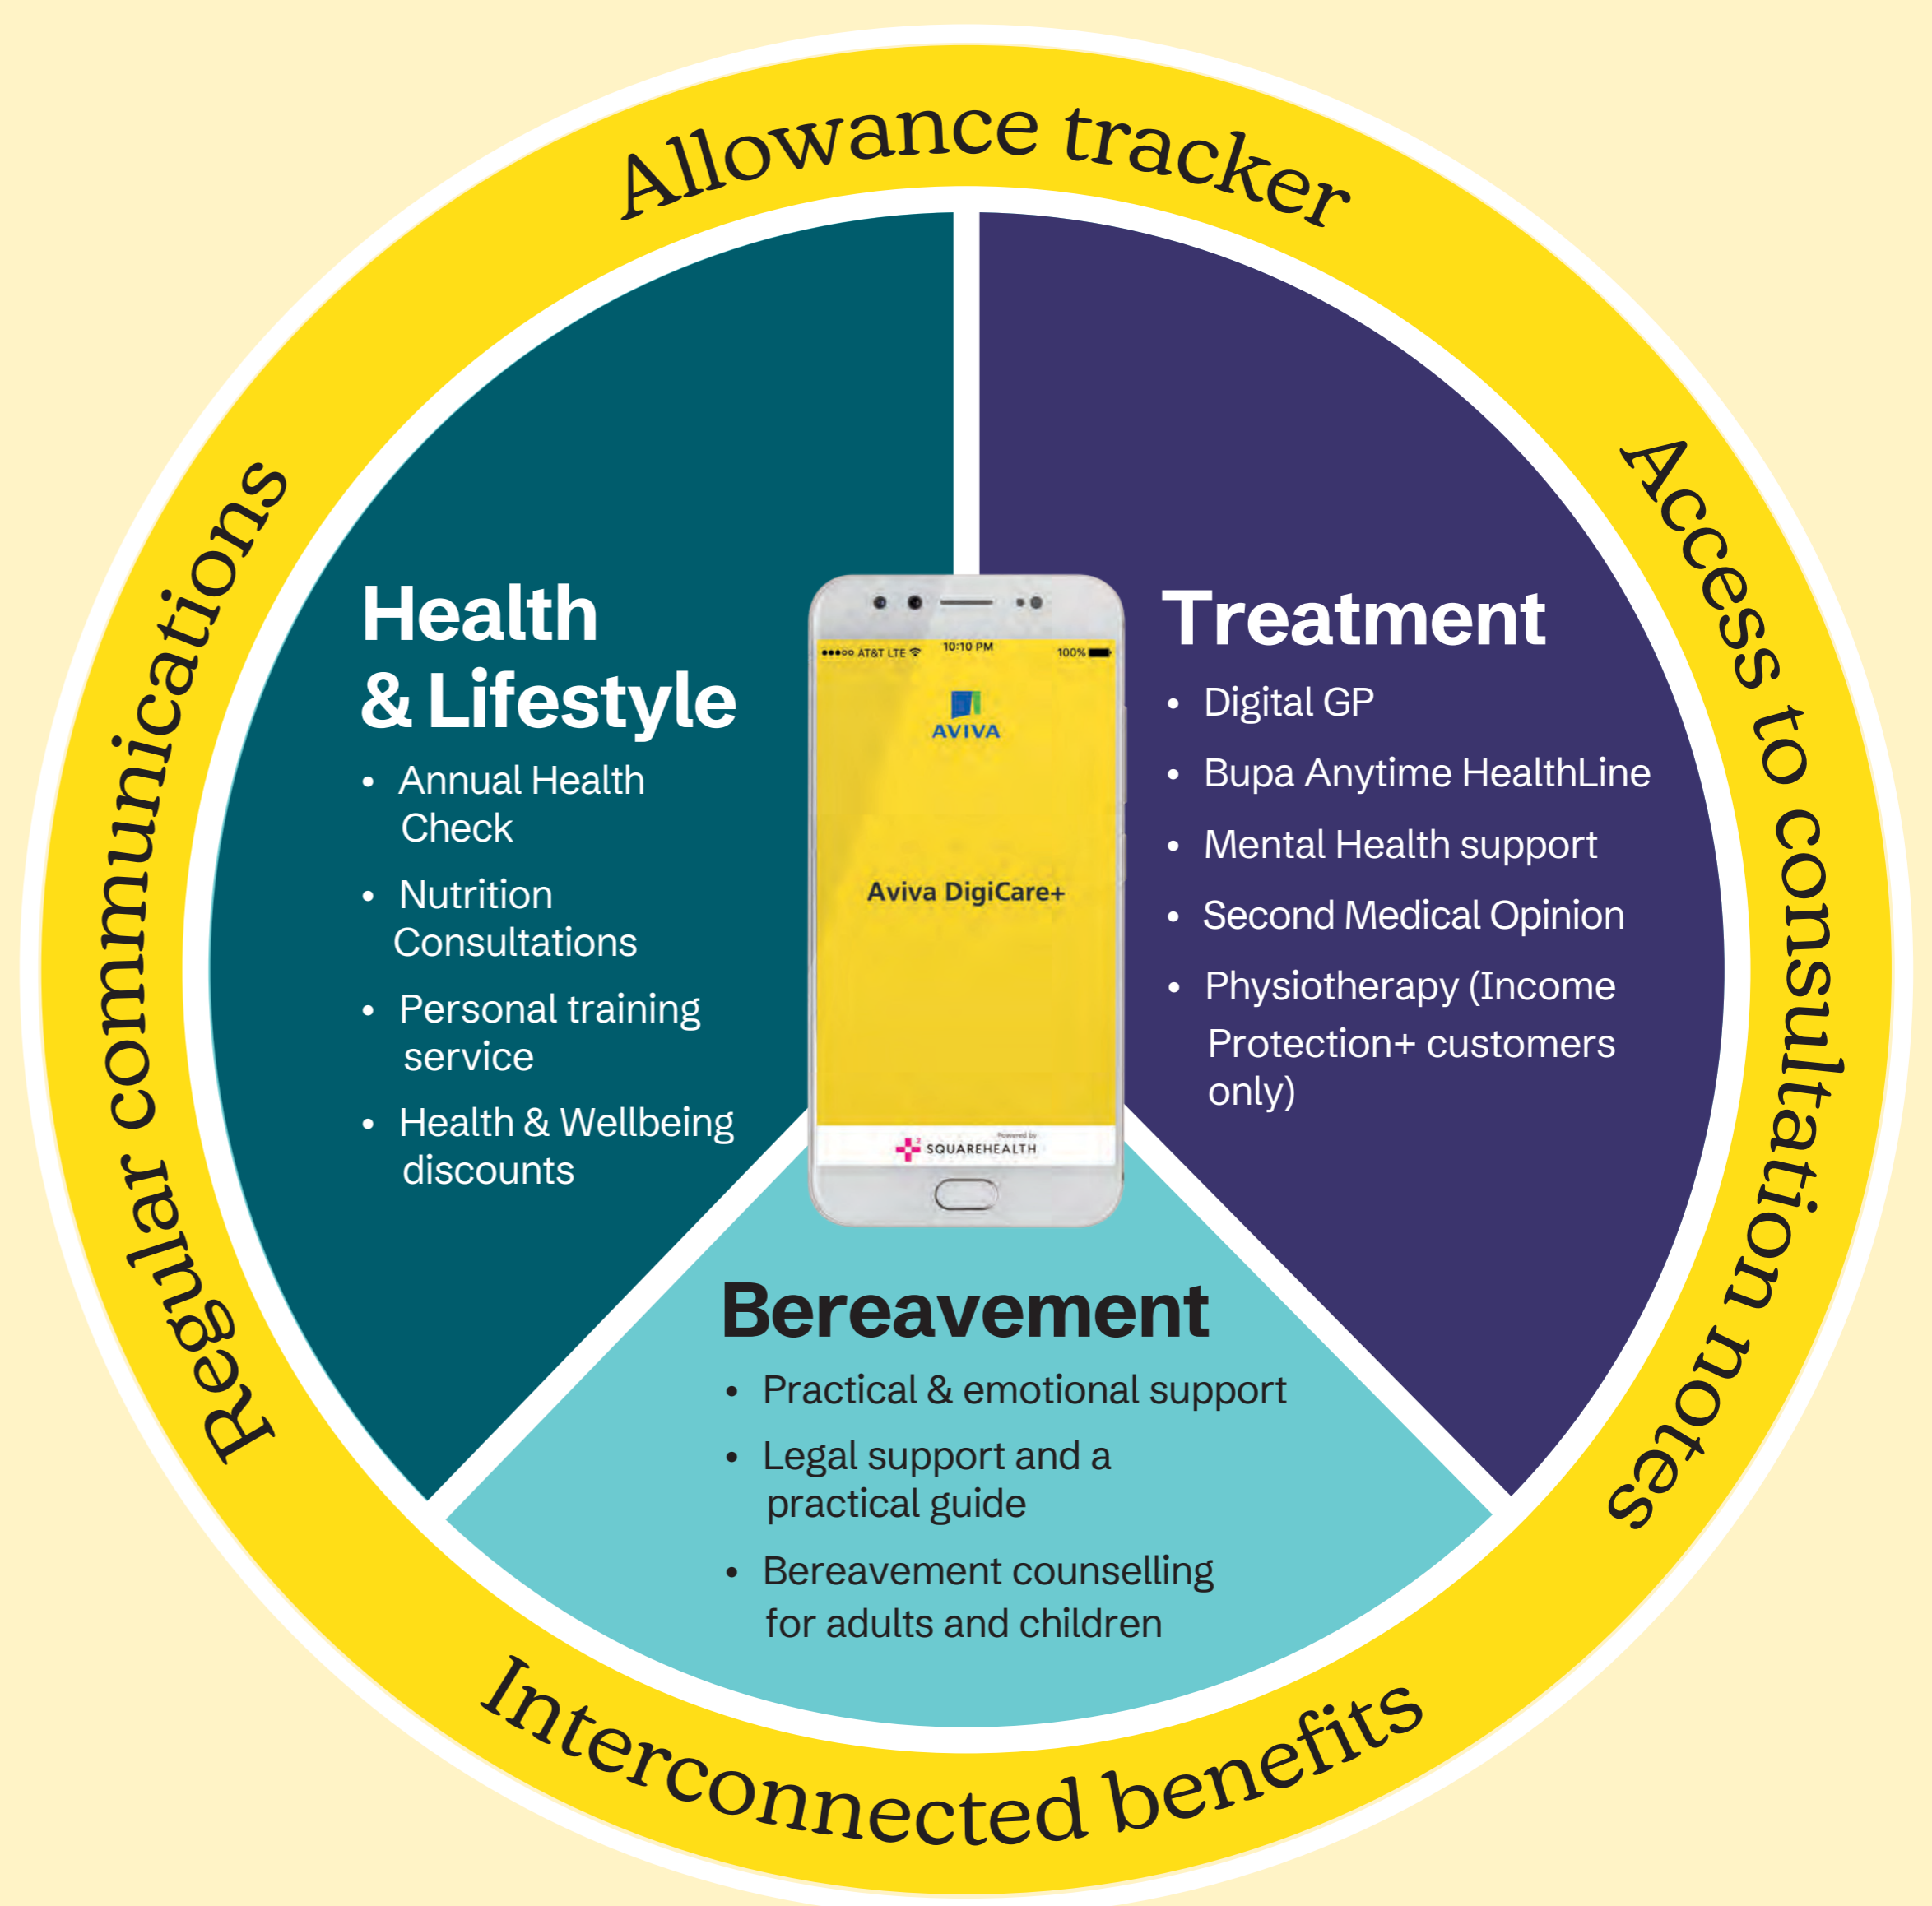 Allowance tracker
Regular communications
Access to consultation notes
Interconnected benefits
Health
& Lifestyle
• Annual Health
Check
• Nutrition
Consultations
• Personal training
service
• Health & Wellbeing
discounts
●●●○○ AT&T LTE 10:10 PM 100%
AVIVA
Aviva DigiCare+
Powered by
SQUAREHEALTH
Treatment
• Digital GP
• Bupa Anytime HealthLine
• Mental Health support
• Second Medical Opinion
• Physiotherapy (Income
Protection+ customers
only)
Bereavement
• Practical & emotional support
• Legal support and a
practical guide
• Bereavement counselling
for adults and children